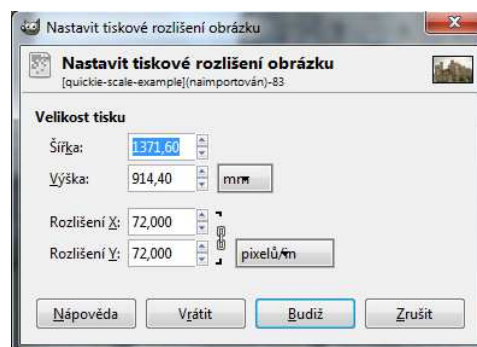 Nastavit tiskové rozlišení obrázku
Nastavit tiskové rozlišení obrázku
[quickie-scale-example](naimportován)-83
Velikost tisku
Šířka: 1371,60
Výška: 914,40 mm
Rozlišení X: 72,000
Rozlišení Y: 72,000 pixelů/in
Nápověda Vrátit Budiž Zrušit